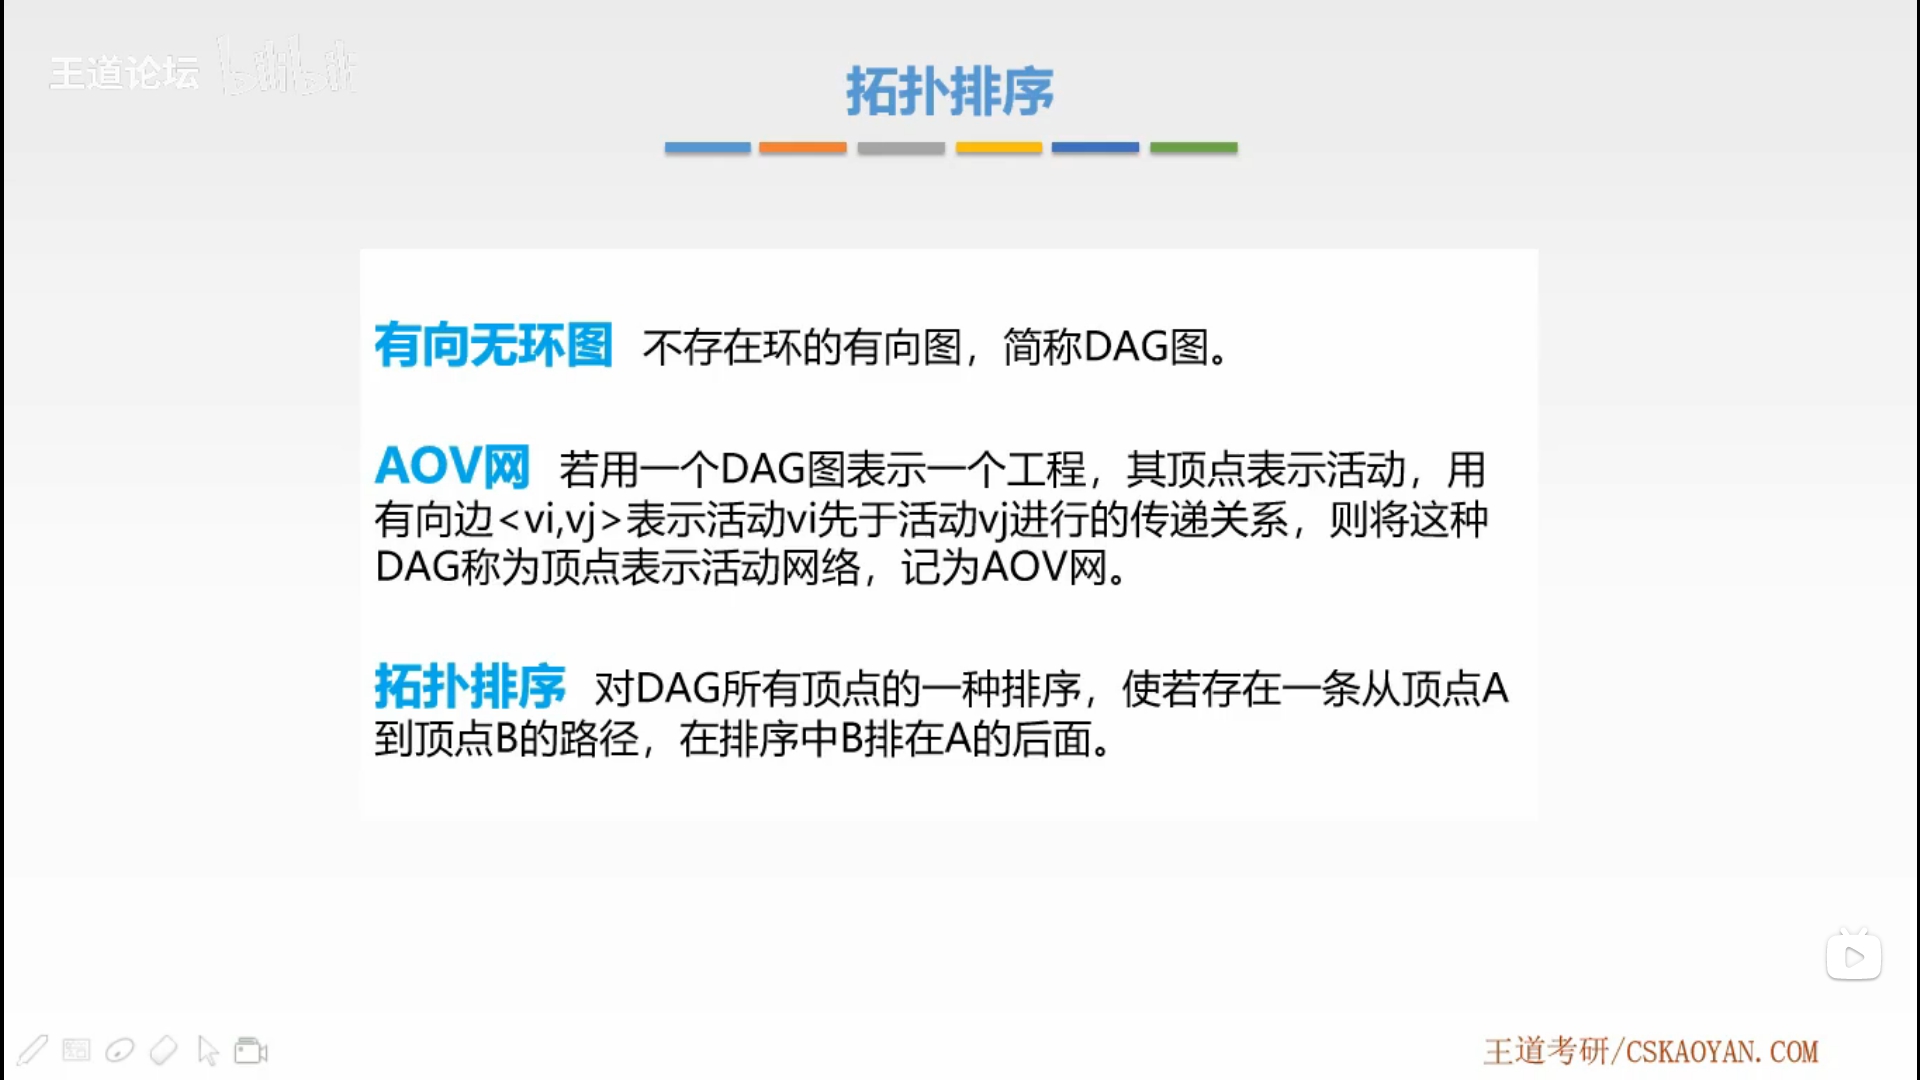 王道论坛 bilibili
拓扑排序
有向无环图 不存在环的有向图，简称DAG图。
AOV网 若用一个DAG图表示一个工程，其顶点表示活动，用
有向边<vi,vj>表示活动vi先于活动vj进行的传递关系，则将这种
DAG称为顶点表示活动网络，记为AOV网。
拓扑排序 对DAG所有顶点的一种排序，使若存在一条从顶点A
到顶点B的路径，在排序中B排在A的后面。
王道考研/CSKAOYAN.COM